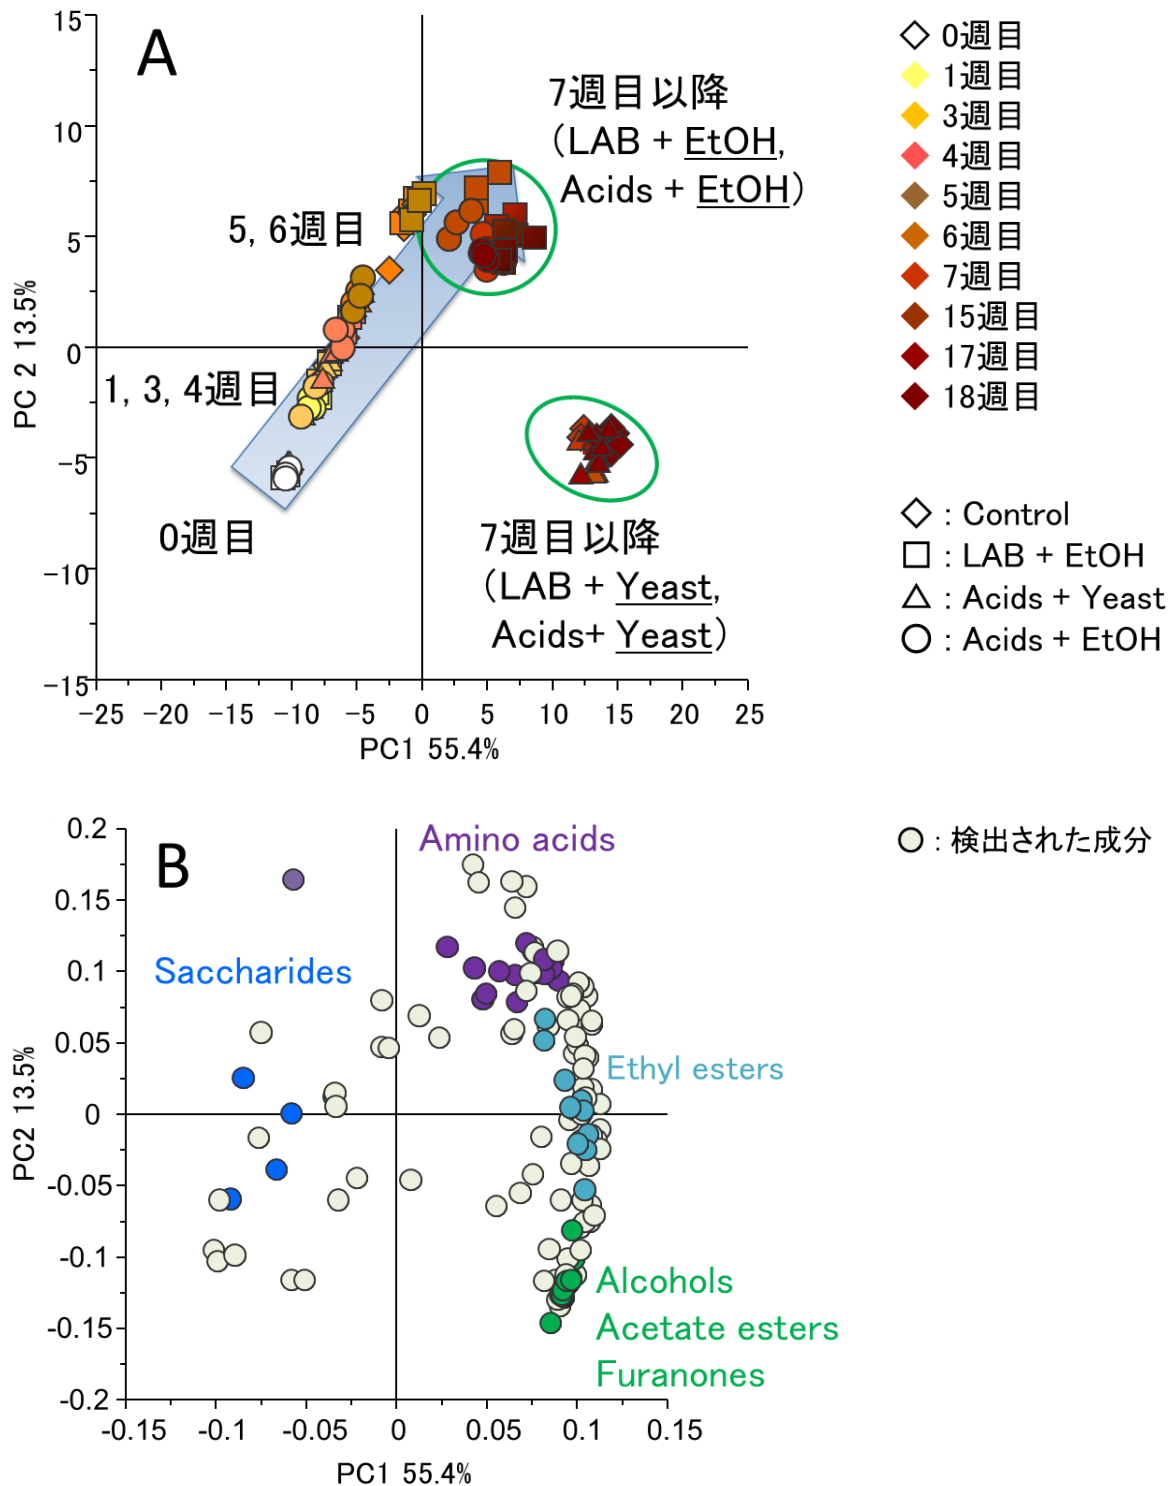 A
15
10
5
0
−5
−10
−15
PC 2 13.5%
−25 −20 −15 −10 −5 0 5 10 15 20 25
PC1 55.4%
7週目以降
(LAB + EtOH,
Acids + EtOH)
5, 6週目
1, 3, 4週目
0週目
7週目以降
(LAB + Yeast,
Acids+ Yeast)
0週目
1週目
3週目
4週目
5週目
6週目
7週目
15週目
17週目
18週目
: Control
: LAB + EtOH
: Acids + Yeast
: Acids + EtOH
B
0.2
0.15
0.1
0.05
0
-0.05
-0.1
-0.15
-0.2
PC2 13.5%
-0.15 -0.1 -0.05 0 0.05 0.1 0.15
PC1 55.4%
Amino acids
Saccharides
Ethyl esters
Alcohols
Acetate esters
Furanones
: 検出された成分